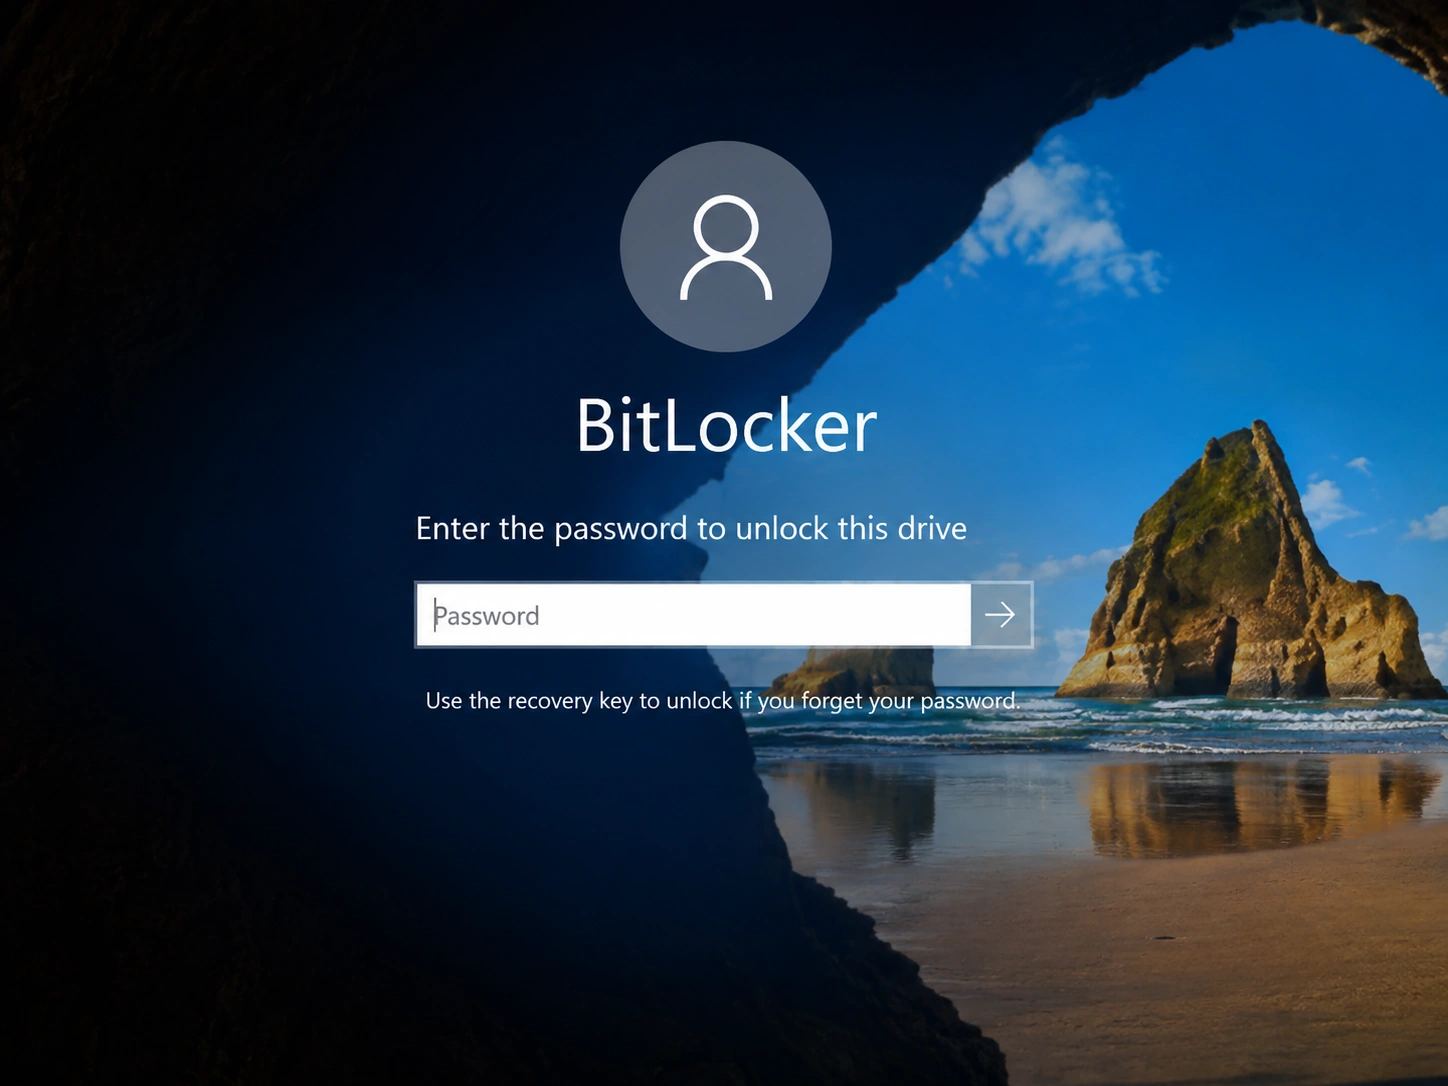 BitLocker
Enter the password to unlock this drive
Password
Use the recovery key to unlock if you forget your password.